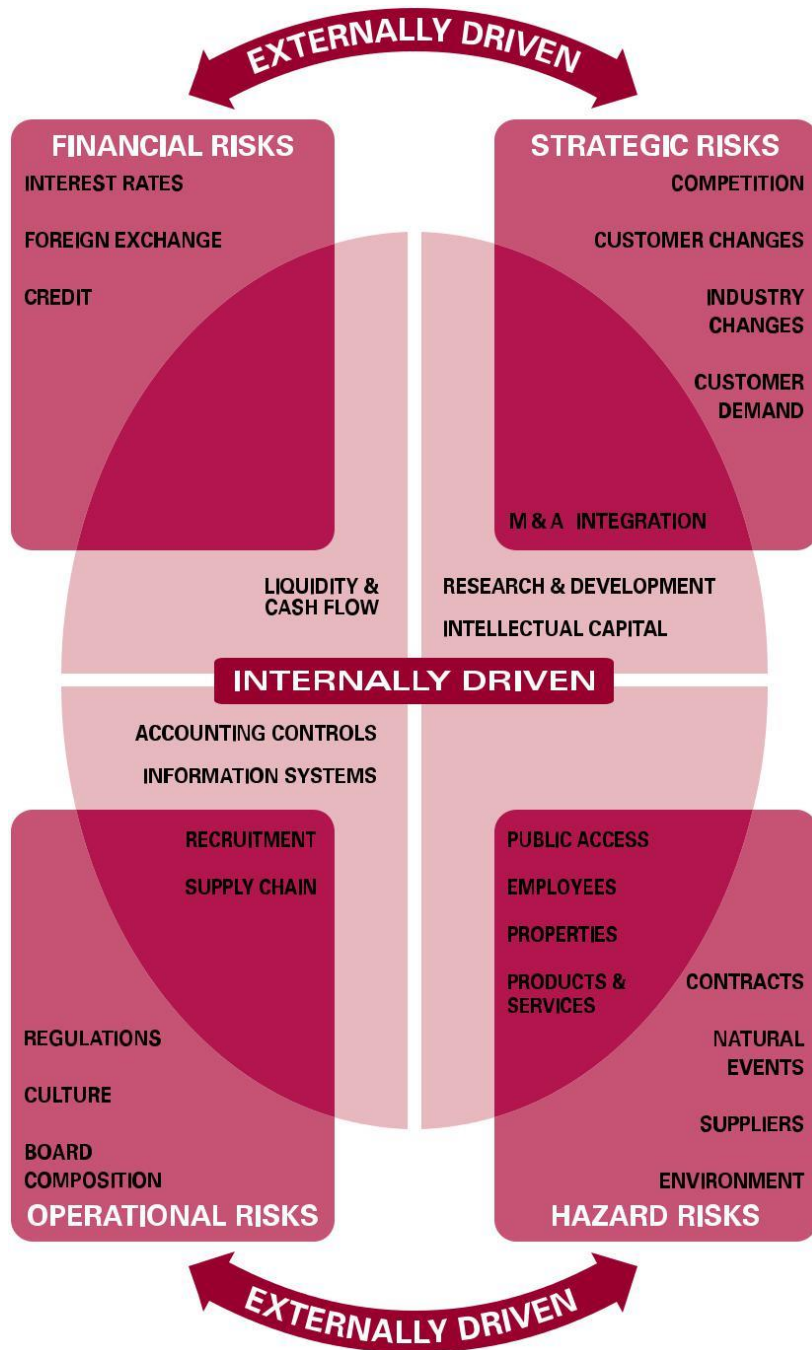 EXTERNALLY DRIVEN
FINANCIAL RISKS
INTEREST RATES
FOREIGN EXCHANGE
CREDIT
STRATEGIC RISKS
COMPETITION
CUSTOMER CHANGES
INDUSTRY
CHANGES
CUSTOMER
DEMAND
M & A INTEGRATION
LIQUIDITY &
CASH FLOW
RESEARCH & DEVELOPMENT
INTELLECTUAL CAPITAL
INTERNALLY DRIVEN
ACCOUNTING CONTROLS
INFORMATION SYSTEMS
RECRUITMENT
SUPPLY CHAIN
REGULATIONS
CULTURE
BOARD
COMPOSITION
OPERATIONAL RISKS
PUBLIC ACCESS
EMPLOYEES
PROPERTIES
PRODUCTS &
SERVICES
CONTRACTS
NATURAL
EVENTS
SUPPLIERS
ENVIRONMENT
HAZARD RISKS
EXTERNALLY DRIVEN